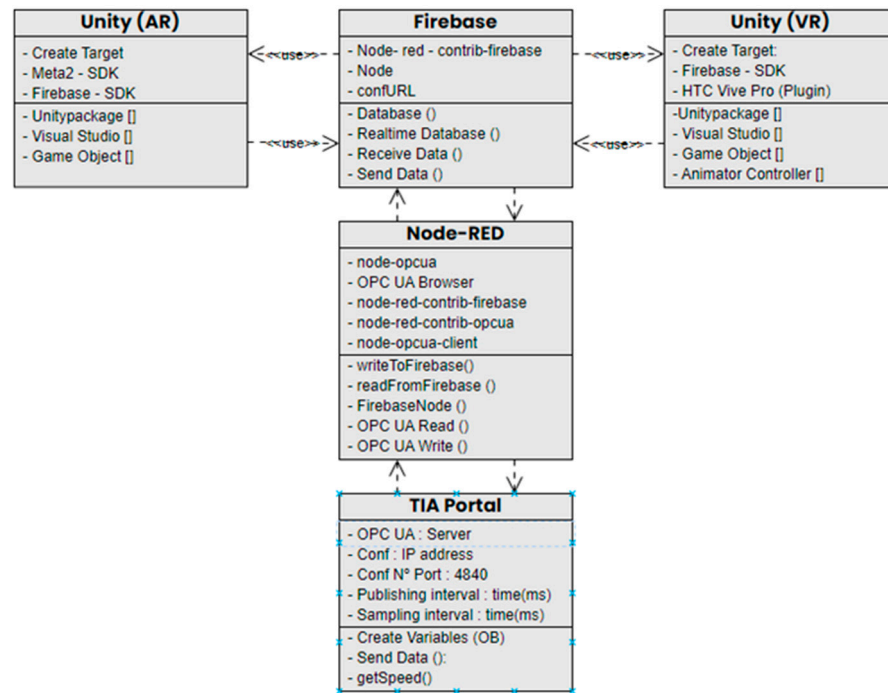 Unity (AR)
- Create Target
- Meta2 - SDK
- Firebase - SDK
- Unitypackage []
- Visual Studio []
- Game Object []
<<use>>
<<use>>
Firebase
- Node- red - contrib-firebase
- Node
- confURL
- Database ()
- Realtime Database ()
- Receive Data ()
- Send Data ()
<<use>>
<<use>>
Unity (VR)
- Create Target:
- Firebase - SDK
- HTC Vive Pro (Plugin)
-Unitypackage []
- Visual Studio []
- Game Object []
- Animator Controller []
Node-RED
- node-opcua
- OPC UA Browser
- node-red-contrib-firebase
- node-red-contrib-opcua
- node-opcua-client
- writeToFirebase()
- readFromFirebase ()
- FirebaseNode ()
- OPC UA Read ()
- OPC UA Write ()
TIA Portal
- OPC UA : Server
- Conf : IP address
- Conf Nº Port : 4840
- Publishing interval : time(ms)
- Sampling interval : time(ms)
- Create Variables (OB)
- Send Data ():
- getSpeed()